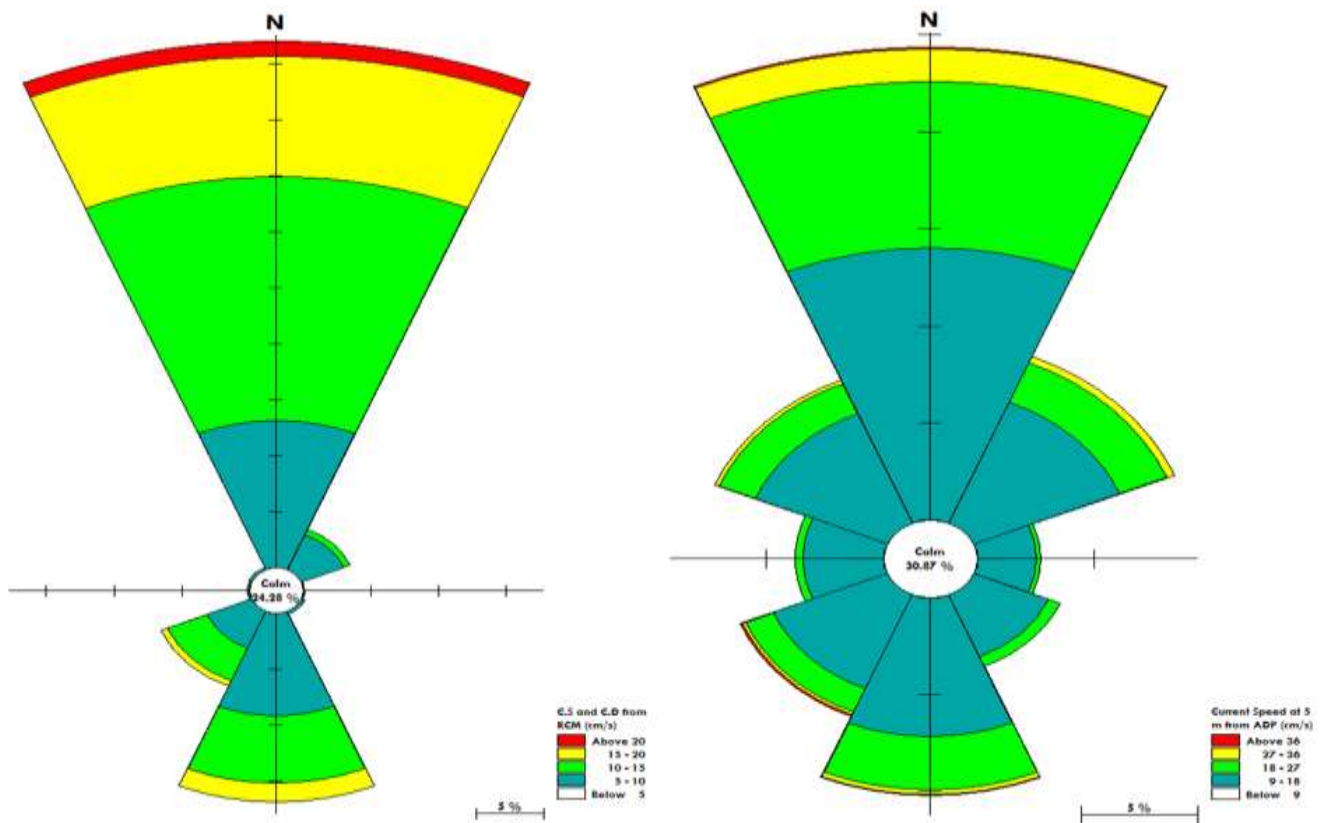 N
Calm
24.28 %
C.S and C.D from
RCM (cm/s)
Above 20
15 - 20
10 - 15
5 - 10
Below 5
5 %
N
Calm
30.87 %
Current Speed at 5
m from ADP (cm/s)
Above 36
27 - 36
18 - 27
9 - 18
Below 9
5 %